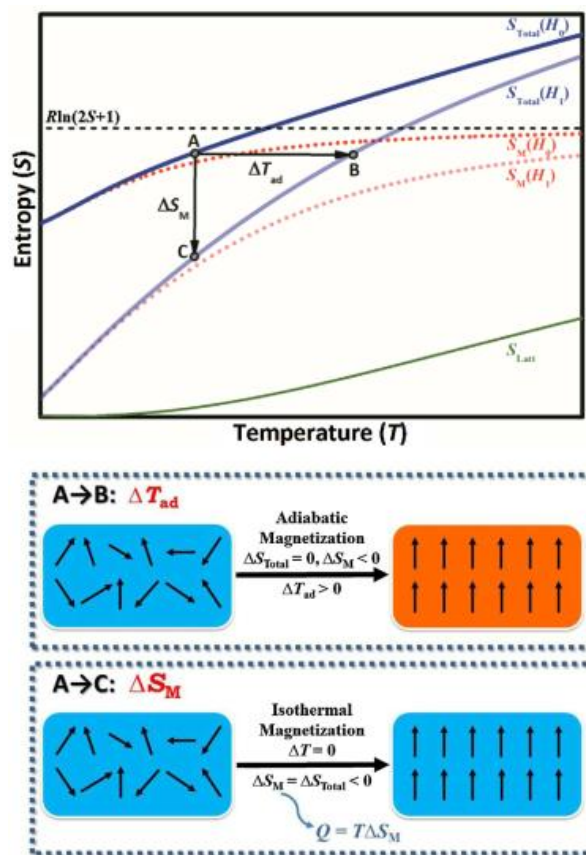 S_Total(H_0)
S_Total(H_1)
Rln(2S+1)
A
S_M(H_0)
ΔT_ad
B
S_M(H_1)
ΔS_M
C
S_Latt
Entropy (S)
Temperature (T)
A→B: ΔT_ad
Adiabatic
Magnetization
ΔS_Total = 0, ΔS_M < 0
ΔT_ad > 0
A→C: ΔS_M
Isothermal
Magnetization
ΔT = 0
ΔS_M = ΔS_Total < 0
Q = TΔS_M